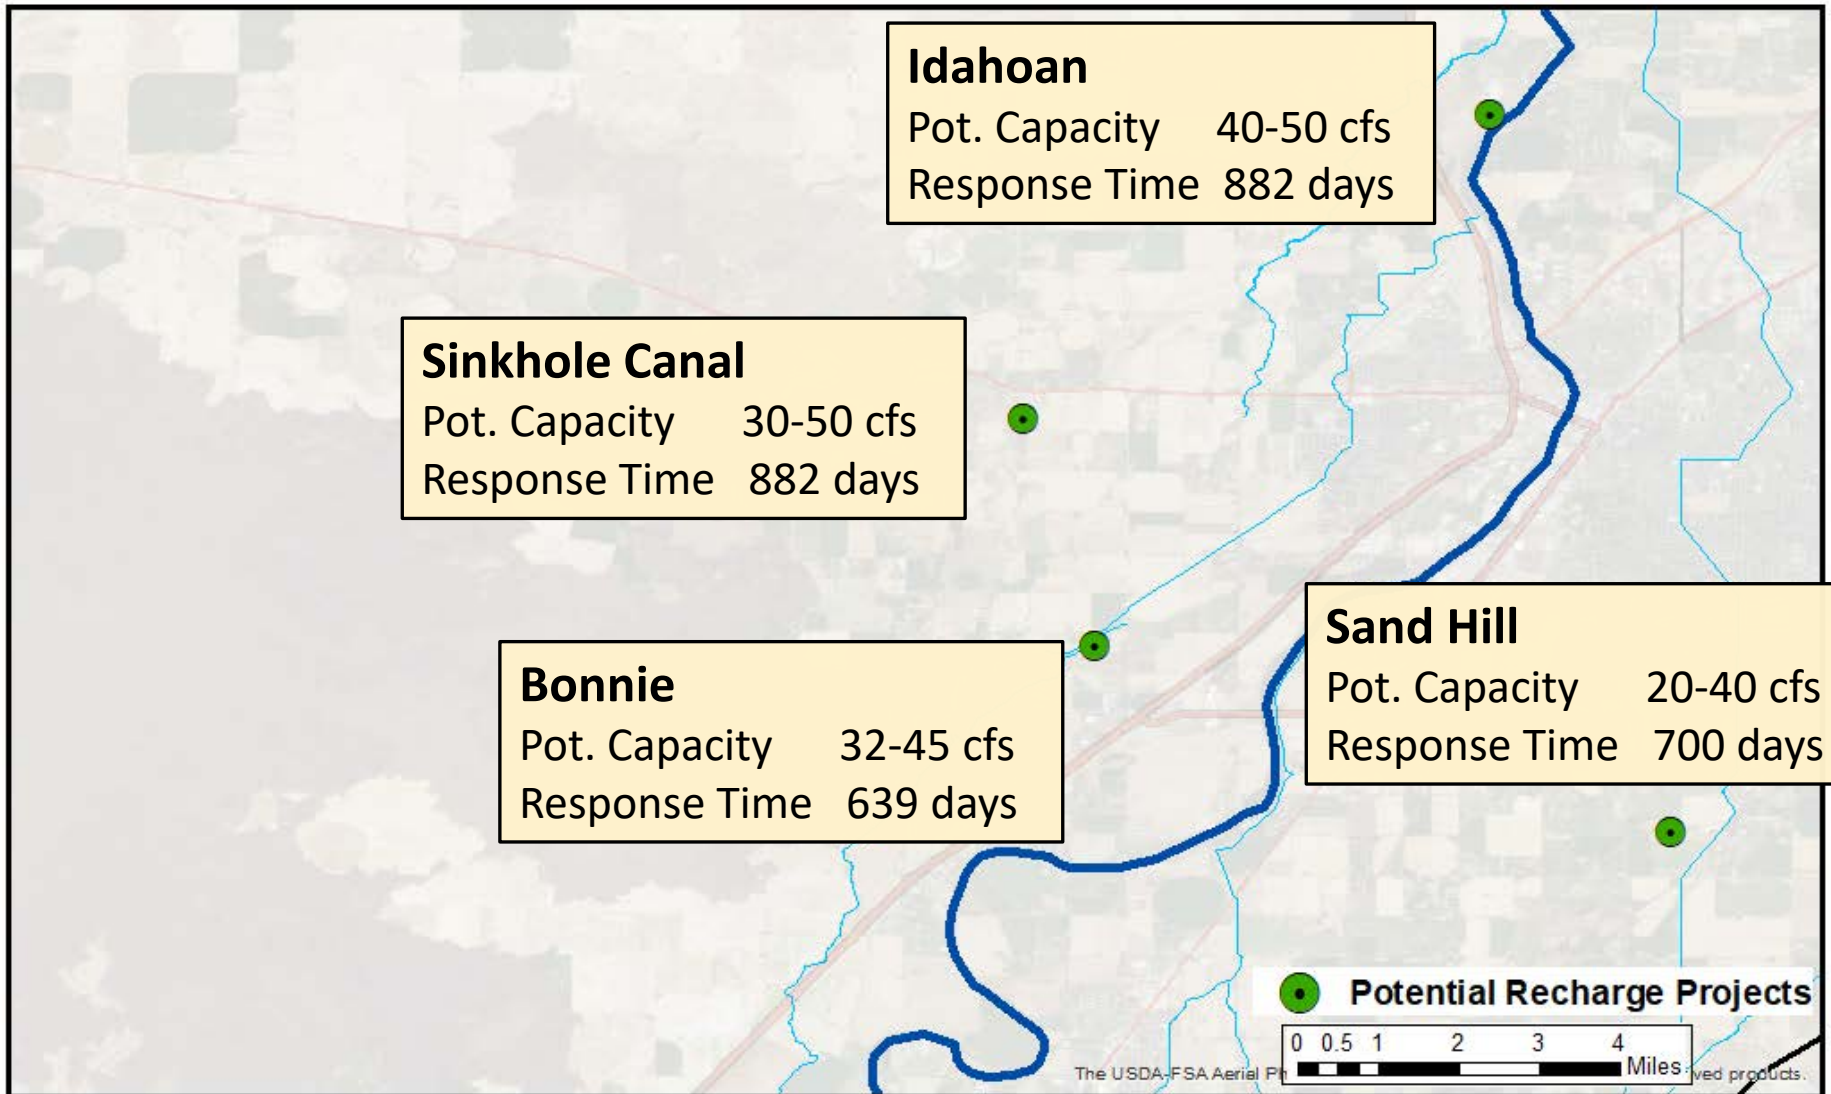 Idahoan
Pot. Capacity 40-50 cfs
Response Time 882 days
Sinkhole Canal
Pot. Capacity 30-50 cfs
Response Time 882 days
Bonnie
Pot. Capacity 32-45 cfs
Response Time 639 days
Sand Hill
Pot. Capacity 20-40 cfs
Response Time 700 days
Potential Recharge Projects
0 0.5 1 2 3 4
Miles
The USDA-FSA Aerial ved products.